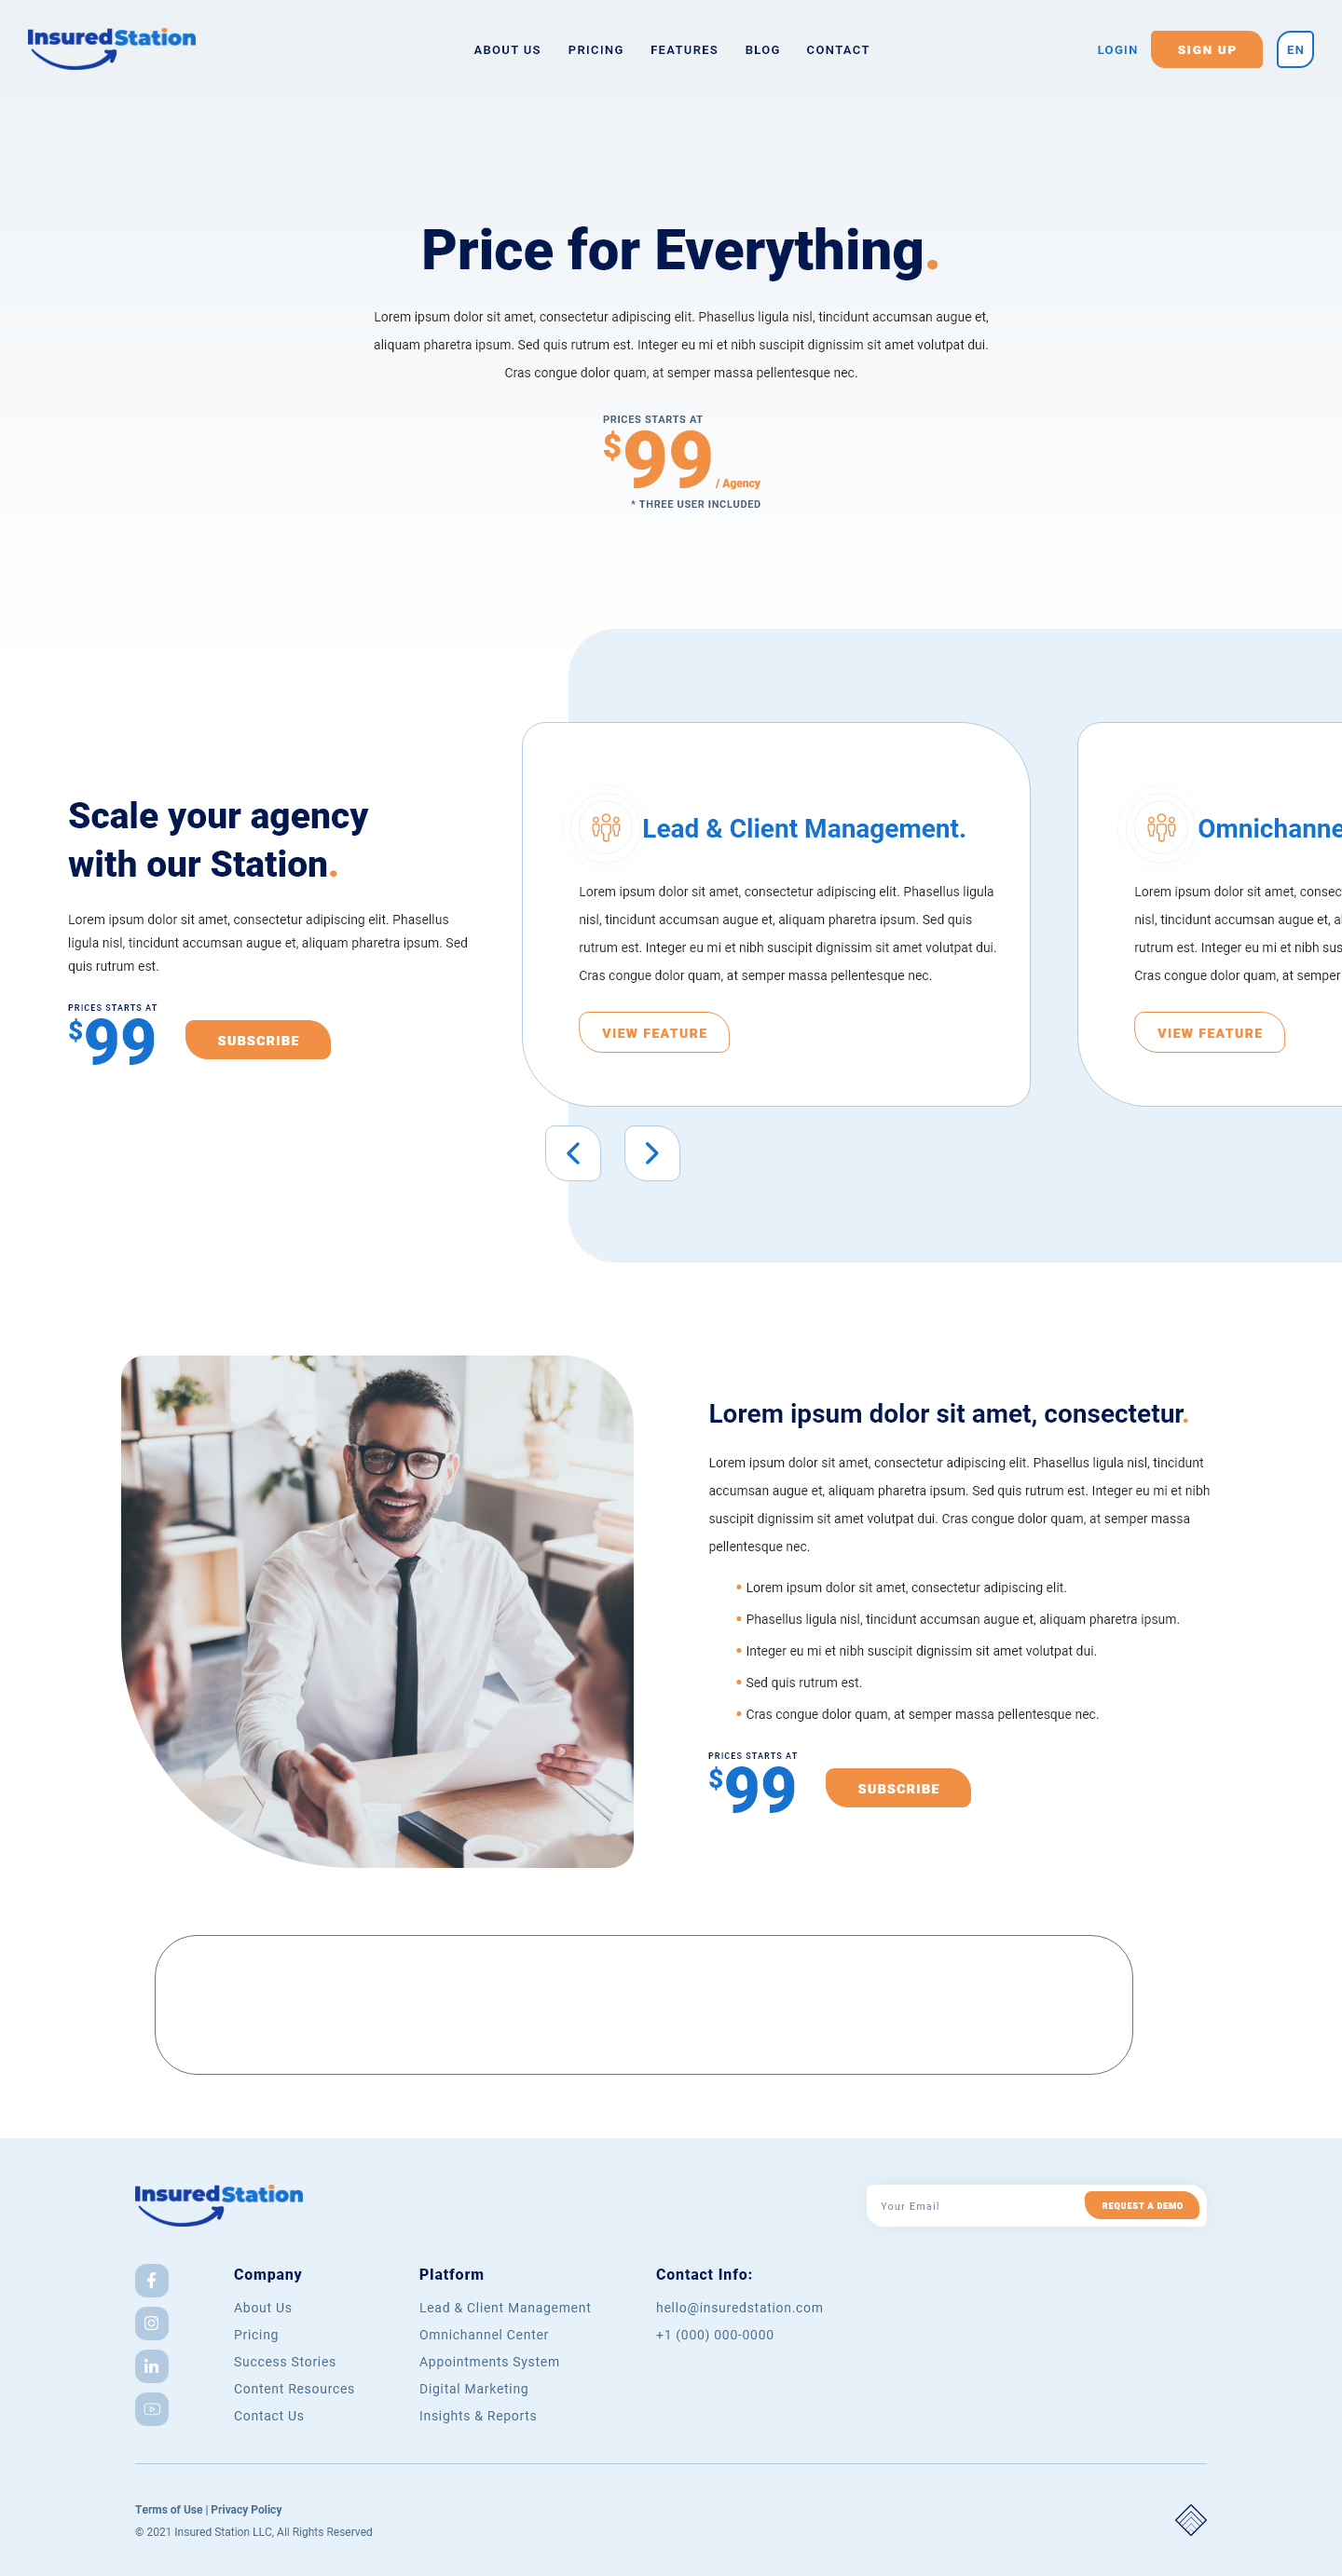 InsuredStation
ABOUT US
PRICING
FEATURES
BLOG
CONTACT
LOGIN
SIGN UP
EN
Price for Everything.
Lorem ipsum dolor sit amet, consectetur adipiscing elit. Phasellus ligula nisl, tincidunt accumsan augue et,
aliquam pharetra ipsum. Sed quis rutrum est. Integer eu mi et nibh suscipit dignissim sit amet volutpat dui.
Cras congue dolor quam, at semper massa pellentesque nec.
PRICES STARTS AT
$99 / Agency
* THREE USER INCLUDED
Scale your agency
with our Station.
Lorem ipsum dolor sit amet, consectetur adipiscing elit. Phasellus
ligula nisl, tincidunt accumsan augue et, aliquam pharetra ipsum. Sed
quis rutrum est.
PRICES STARTS AT
$99
SUBSCRIBE
Lead & Client Management.
Lorem ipsum dolor sit amet, consectetur adipiscing elit. Phasellus ligula
nisl, tincidunt accumsan augue et, aliquam pharetra ipsum. Sed quis
rutrum est. Integer eu mi et nibh suscipit dignissim sit amet volutpat dui.
Cras congue dolor quam, at semper massa pellentesque nec.
VIEW FEATURE
Omnichanne
Lorem ipsum dolor sit amet, consec
nisl, tincidunt accumsan augue et, al
rutrum est. Integer eu mi et nibh sus
Cras congue dolor quam, at semper
VIEW FEATURE
Lorem ipsum dolor sit amet, consectetur.
Lorem ipsum dolor sit amet, consectetur adipiscing elit. Phasellus ligula nisl, tincidunt
accumsan augue et, aliquam pharetra ipsum. Sed quis rutrum est. Integer eu mi et nibh
suscipit dignissim sit amet volutpat dui. Cras congue dolor quam, at semper massa
pellentesque nec.
• Lorem ipsum dolor sit amet, consectetur adipiscing elit.
• Phasellus ligula nisl, tincidunt accumsan augue et, aliquam pharetra ipsum.
• Integer eu mi et nibh suscipit dignissim sit amet volutpat dui.
• Sed quis rutrum est.
• Cras congue dolor quam, at semper massa pellentesque nec.
PRICES STARTS AT
$99
SUBSCRIBE
InsuredStation
Your Email
REQUEST A DEMO
Company
About Us
Pricing
Success Stories
Content Resources
Contact Us
Platform
Lead & Client Management
Omnichannel Center
Appointments System
Digital Marketing
Insights & Reports
Contact Info:
hello@insuredstation.com
+1 (000) 000-0000
Terms of Use | Privacy Policy
© 2021 Insured Station LLC, All Rights Reserved